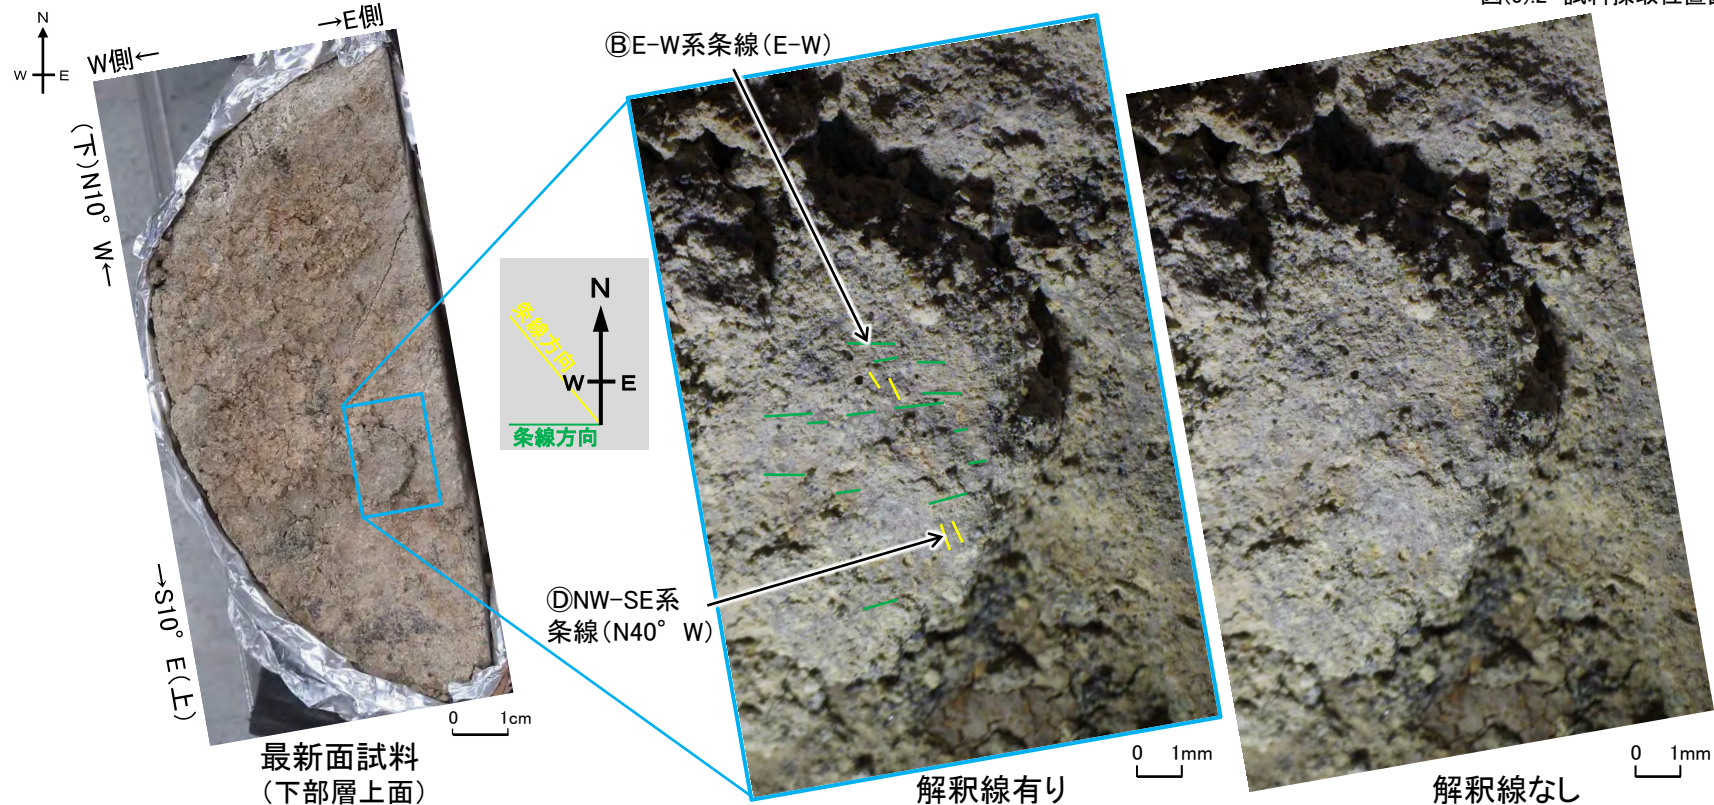 N
W E
W側←
→E側
(下)N10°W←
→S10°E(上)
0 1cm
最新面試料
(下部層上面)
N
W E
条線方向
条線方向
ⒷE-W系条線(E-W)
ⒹNW-SE系
条線(N40°W)
0 1mm
解釈線有り
0 1mm
解釈線なし